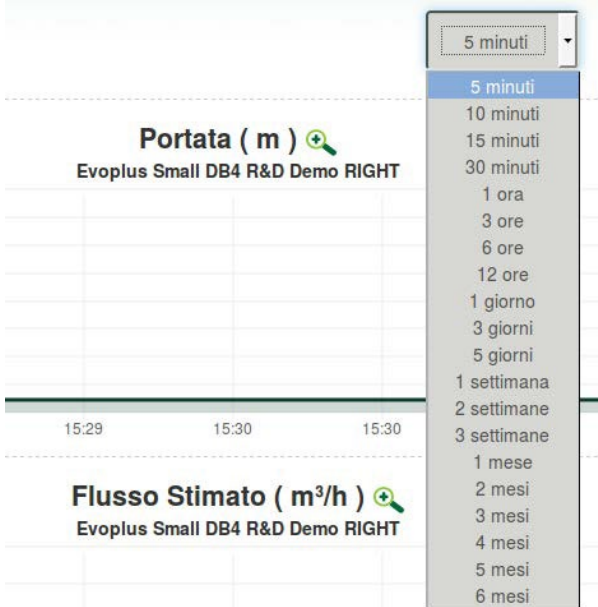 5 minuti
5 minuti
10 minuti
15 minuti
30 minuti
1 ora
3 ore
6 ore
12 ore
1 giorno
3 giorni
5 giorni
1 settimana
2 settimane
3 settimane
1 mese
2 mesi
3 mesi
4 mesi
5 mesi
6 mesi
Portata ( m )
Evoplus Small DB4 R&D Demo RIGHT
15:29
15:30
15:30
Flusso Stimato ( m³/h )
Evoplus Small DB4 R&D Demo RIGHT